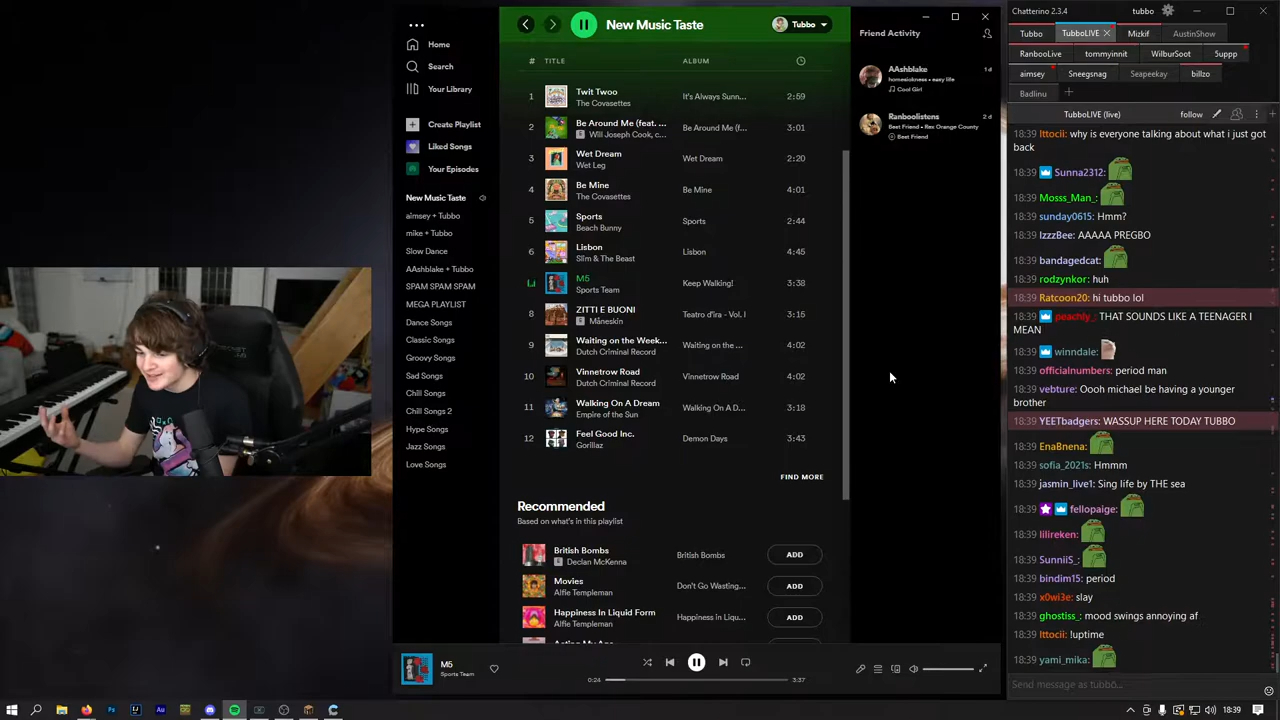 New Music Taste
Tubbo
# TITLE ALBUM
1 Twit Twoo It's Always Sunn... 2:59
The Covasettes
2 Be Around Me (feat. ... Be Around Me (f... 3:01
E Will Joseph Cook, c...
3 Wet Dream Wet Dream 2:20
Wet Leg
4 Be Mine Be Mine 4:01
The Covasettes
5 Sports Sports 2:44
Beach Bunny
6 Lisbon Lisbon 4:45
Slim & The Beast
M5 Keep Walking! 3:38
Sports Team
8 ZITTI E BUONI Teatro d'ira - Vol. I 3:15
E Måneskin
9 Waiting on the Week... Waiting on the ... 4:02
Dutch Criminal Record
10 Vinnetrow Road Vinnetrow Road 4:02
Dutch Criminal Record
11 Walking On A Dream Walking On A D... 3:18
Empire of the Sun
12 Feel Good Inc. Demon Days 3:43
Gorillaz
FIND MORE
Recommended
Based on what's in this playlist
British Bombs British Bombs ADD
E Declan McKenna
Movies Don't Go Wasting... ADD
Alfie Templeman
Happiness In Liquid Form Happiness in Liqu... ADD
Alfie Templeman
Home
Search
Your Library
Create Playlist
Liked Songs
Your Episodes
New Music Taste
aimsey + Tubbo
mike + Tubbo
Slow Dance
AAshblake + Tubbo
SPAM SPAM SPAM
MEGA PLAYLIST
Dance Songs
Classic Songs
Groovy Songs
Sad Songs
Chill Songs
Chill Songs 2
Hype Songs
Jazz Songs
Love Songs
Friend Activity
AAshblake 1 d
homesickness • easy life
Cool Girl
Ranboolistens 2 d
Best Friend • Rex Orange County
Best Friend
M5
Sports Team
0:24 3:37
Chatterino 2.3.4 tubbo
Tubbo TubboLIVE Mizkif AustinShow
RanbooLive tommyinnit WilburSoot 5uppp
aimsey Sneegsnag Seapeekay billzo
Badlinu
TubboLIVE (live) follow
18:39 lttocii: why is everyone talking about what i just got
back
18:39 Sunna2312:
18:39 Mosss_Man_:
18:39 sunday0615: Hmm?
18:39 IzzzBee: AAAAA PREGBO
18:39 bandagedcat:
18:39 rodzynkor: huh
18:39 Ratcoon20: hi tubbo lol
18:39 peachly_: THAT SOUNDS LIKE A TEENAGER I
MEAN
18:39 winndale:
18:39 officialnumbers: period man
18:39 vebture: Oooh michael be having a younger
brother
18:39 YEETbadgers: WASSUP HERE TODAY TUBBO
18:39 EnaBnena:
18:39 sofia_2021s: Hmmm
18:39 jasmin_live1: Sing life by THE sea
18:39 fellopaige:
18:39 lilireken:
18:39 SunniiS_:
18:39 bindim15: period
18:39 x0wi3e: slay
18:39 ghostiss_: mood swings annoying af
18:39 lttocii: !uptime
18:39 yami_mika:
Send message as tubbo...
18:39